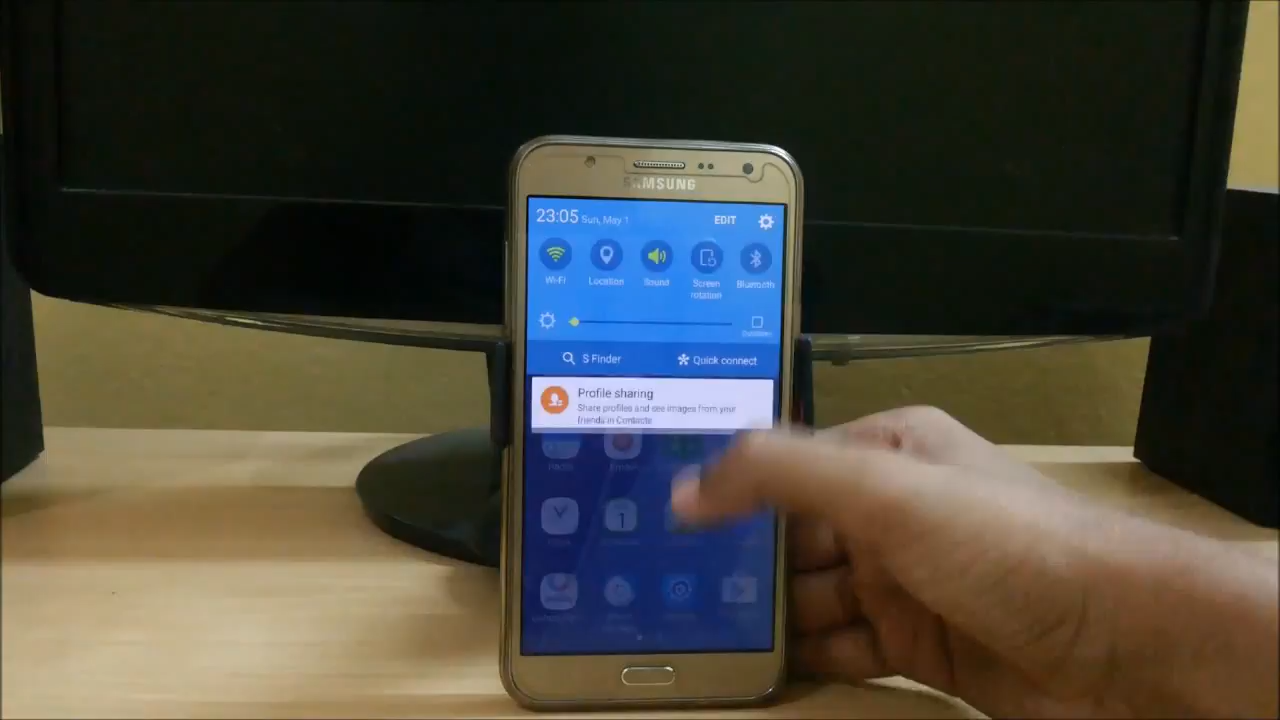 SAMSUNG
23:05 Sun, May 1 EDIT
Wi-Fi Location Sound Screen rotation Bluetooth
S Finder Quick connect
Profile sharing
Share profiles and see images from your
friends in Contacts
1